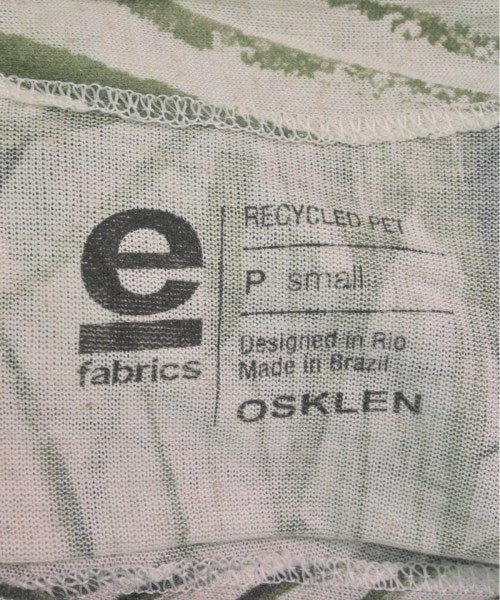 e
fabrics
RECYCLED PET
P small
Designed in Rio
Made in Brazil
OSKLEN